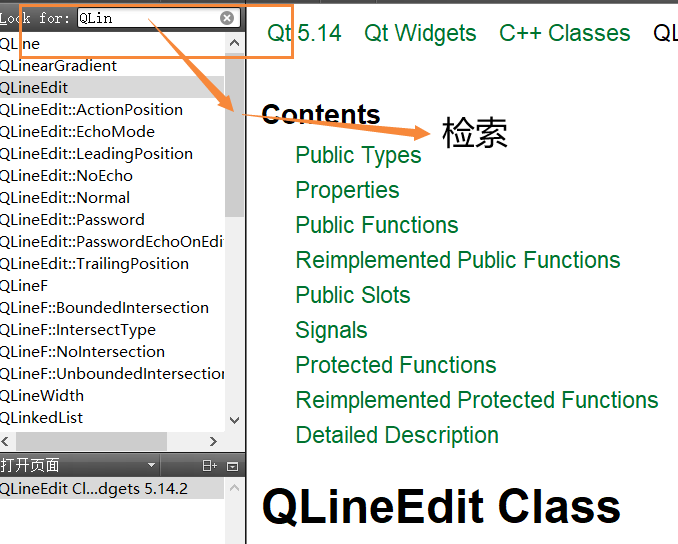 Look for: QLin
QLine
QLinearGradient
QLineEdit
QLineEdit::ActionPosition
QLineEdit::EchoMode
QLineEdit::LeadingPosition
QLineEdit::NoEcho
QLineEdit::Normal
QLineEdit::Password
QLineEdit::PasswordEchoOnEdi
QLineEdit::TrailingPosition
QLineF
QLineF::BoundedIntersection
QLineF::IntersectType
QLineF::NoIntersection
QLineF::UnboundedIntersection
QLineWidth
QLinkedList
打开页面
QLineEdit Cl...dgets 5.14.2
Qt 5.14 Qt Widgets C++ Classes QL
Contents
检索
Public Types
Properties
Public Functions
Reimplemented Public Functions
Public Slots
Signals
Protected Functions
Reimplemented Protected Functions
Detailed Description
QLineEdit Class